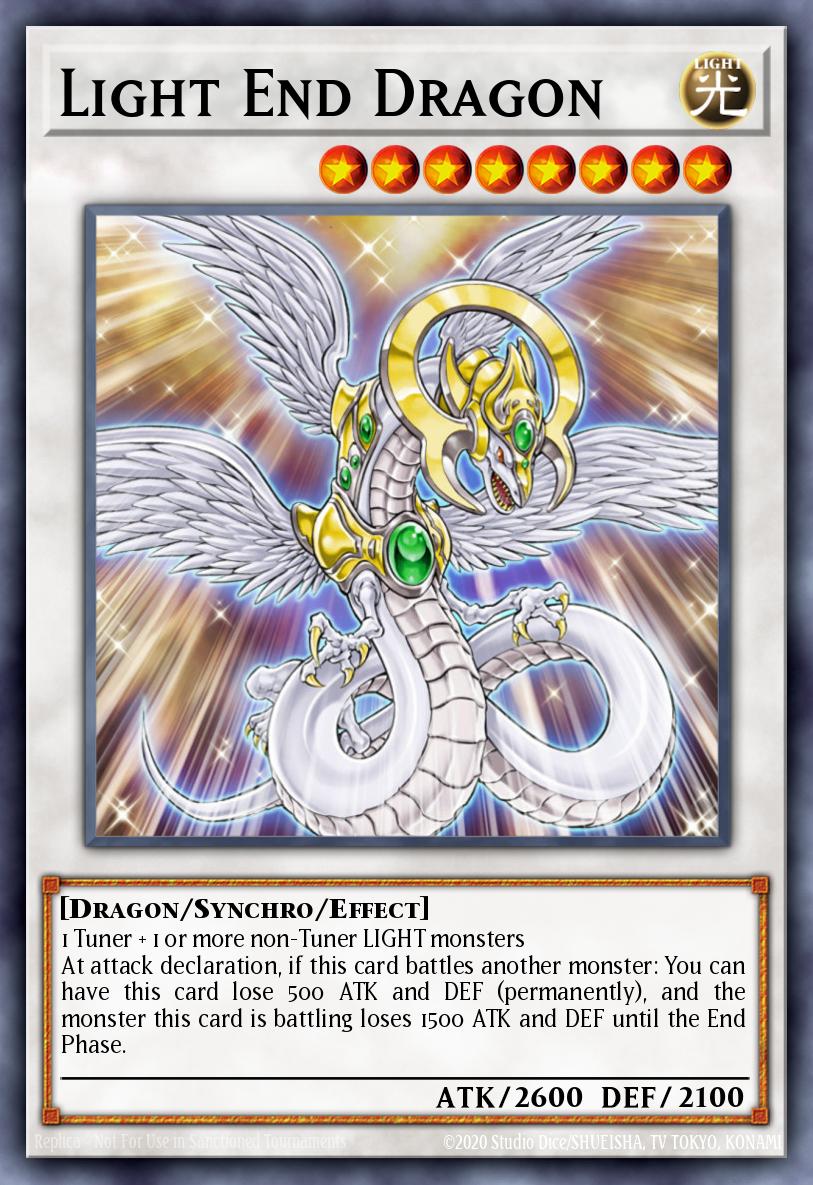 Light End Dragon
LIGHT
光
[Dragon/Synchro/Effect]
1 Tuner + 1 or more non-Tuner LIGHT monsters
At attack declaration, if this card battles another monster: You can
have this card lose 500 ATK and DEF (permanently), and the
monster this card is battling loses 1500 ATK and DEF until the End
Phase.
ATK/2600 DEF/2100
Replica - Not For Use in Sanctioned Tournaments
©2020 Studio Dice/SHUEISHA, TV TOKYO, KONAMI